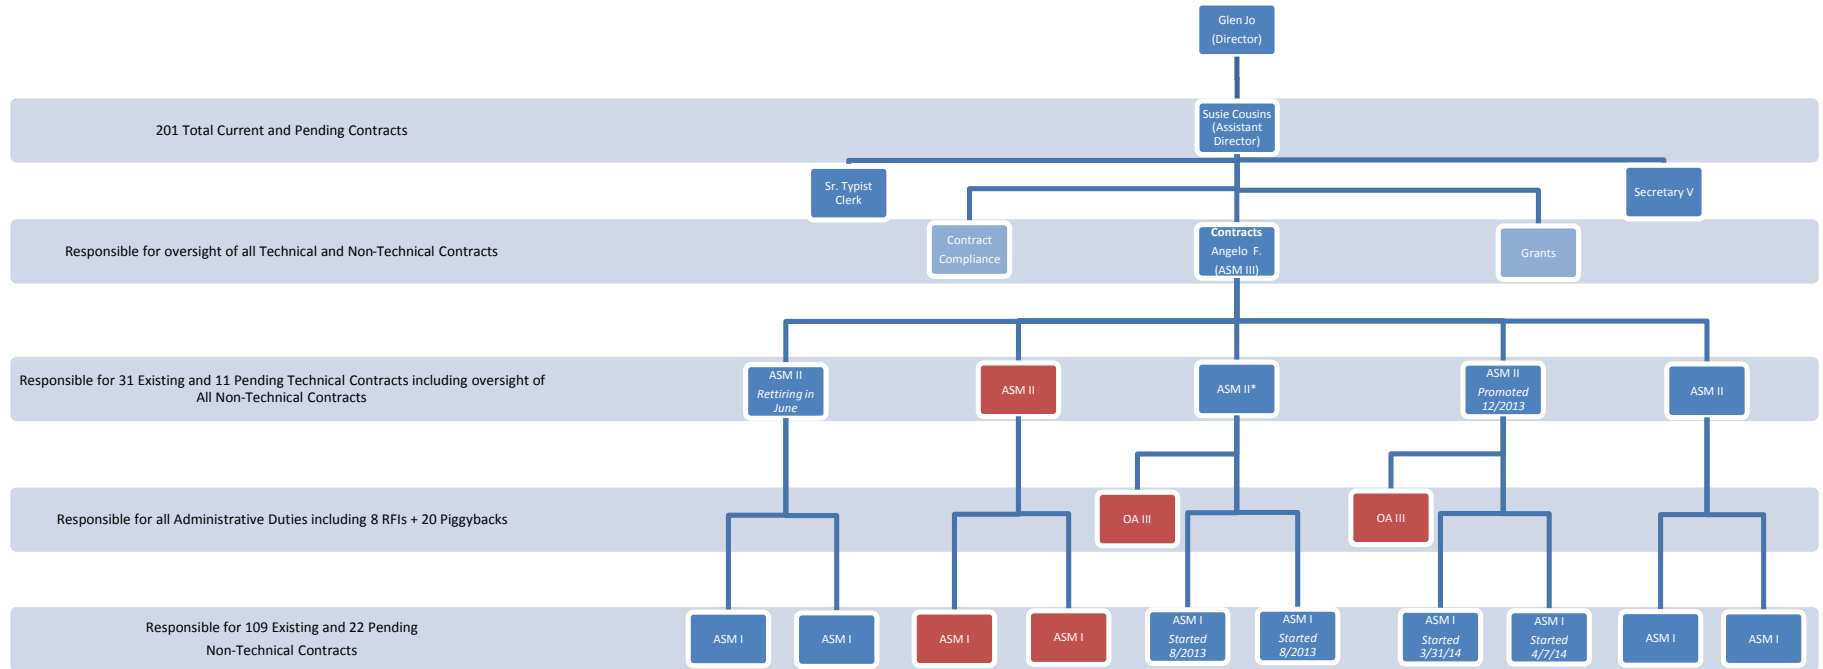 Glen Jo
(Director)
201 Total Current and Pending Contracts
Susie Cousins
(Assistant
Director)
Sr. Typist
Clerk
Secretary V
Responsible for oversight of all Technical and Non-Technical Contracts
Contract
Compliance
Contracts
Angelo F.
(ASM III)
Grants
Responsible for 31 Existing and 11 Pending Technical Contracts including oversight of
All Non-Technical Contracts
ASM II
Rettiring in
June
ASM II
ASM II*
ASM II
Promoted
12/2013
ASM II
Responsible for all Administrative Duties including 8 RFIs + 20 Piggybacks
OA III
OA III
Responsible for 109 Existing and 22 Pending
Non-Technical Contracts
ASM I
ASM I
ASM I
ASM I
ASM I
Started
8/2013
ASM I
Started
8/2013
ASM I
Started
3/31/14
ASM I
Started
4/7/14
ASM I
ASM I